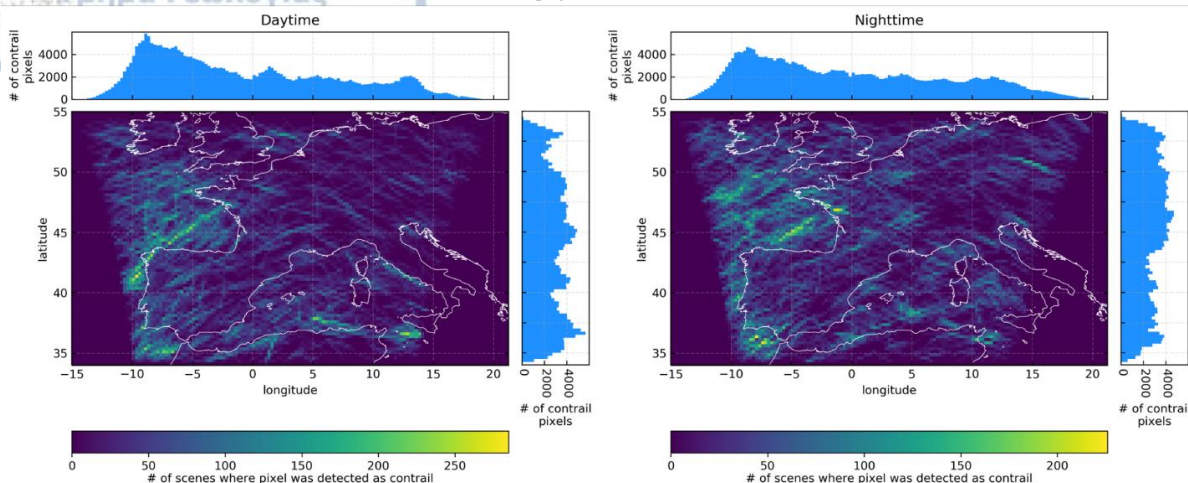 μήμα Γεωλογίας
Daytime
# of contrail
pixels
4000
2000
0
55
50
45
40
35
latitude
−15 −10 −5 0 5 10 15 20
longitude
0 2000 4000
# of contrail
pixels
0 50 100 150 200 250
# of scenes where pixel was detected as contrail
Nighttime
# of contrail
pixels
4000
2000
0
55
50
45
40
35
latitude
−15 −10 −5 0 5 10 15 20
longitude
0 2000 4000
# of contrail
pixels
0 50 100 150 200
# of scenes where pixel was detected as contrail